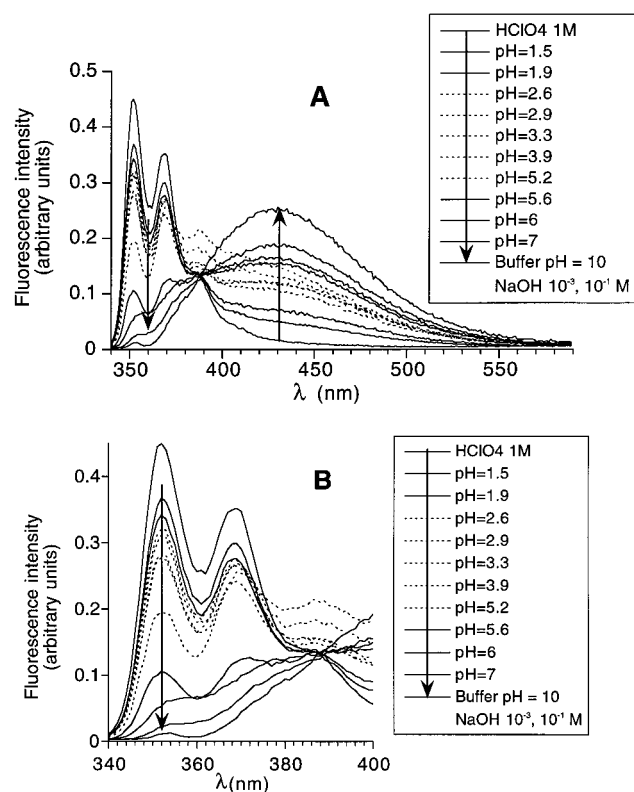 A
HClO4 1M
pH=1.5
pH=1.9
pH=2.6
pH=2.9
pH=3.3
pH=3.9
pH=5.2
pH=5.6
pH=6
pH=7
Buffer pH = 10
NaOH 10-3, 10-1 M
Fluorescence intensity
(arbitrary units)
0.5
0.4
0.3
0.2
0.1
0
350
400
450
500
550
λ (nm)
B
HClO4 1M
pH=1.5
pH=1.9
pH=2.6
pH=2.9
pH=3.3
pH=3.9
pH=5.2
pH=5.6
pH=6
pH=7
Buffer pH = 10
NaOH 10-3, 10-1 M
Fluorescence intensity
(arbitrary units)
0.4
0.3
0.2
0.1
0
340
360
380
400
λ(nm)